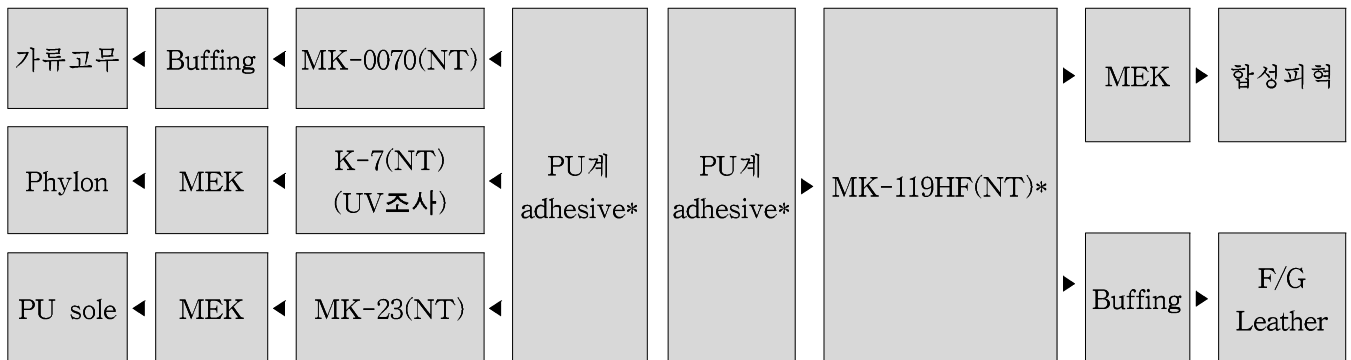 가류고무
Buffing
MK-0070(NT)
Phylon
MEK
K-7(NT)
(UV조사)
PU sole
MEK
MK-23(NT)
PU계
adhesive*
PU계
adhesive*
MK-119HF(NT)*
MEK
합성피혁
Buffing
F/G
Leather